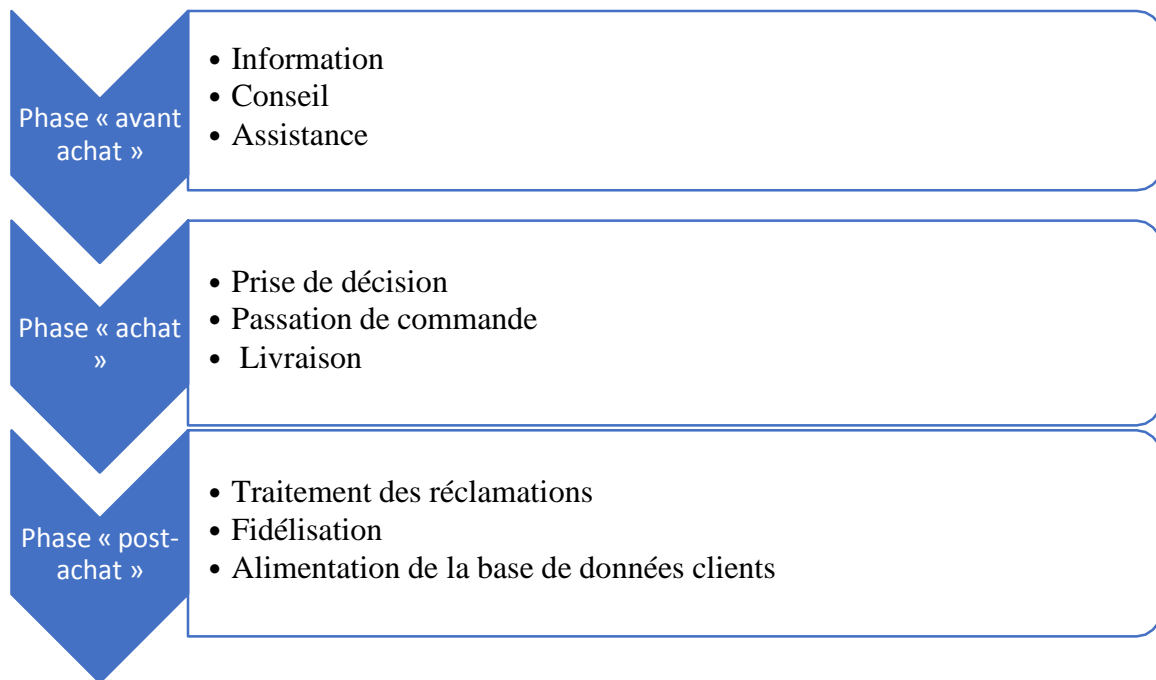 Phase « avant
achat »
• Information
• Conseil
• Assistance
Phase « achat
»
• Prise de décision
• Passation de commande
• Livraison
Phase « post-
achat »
• Traitement des réclamations
• Fidélisation
• Alimentation de la base de données clients